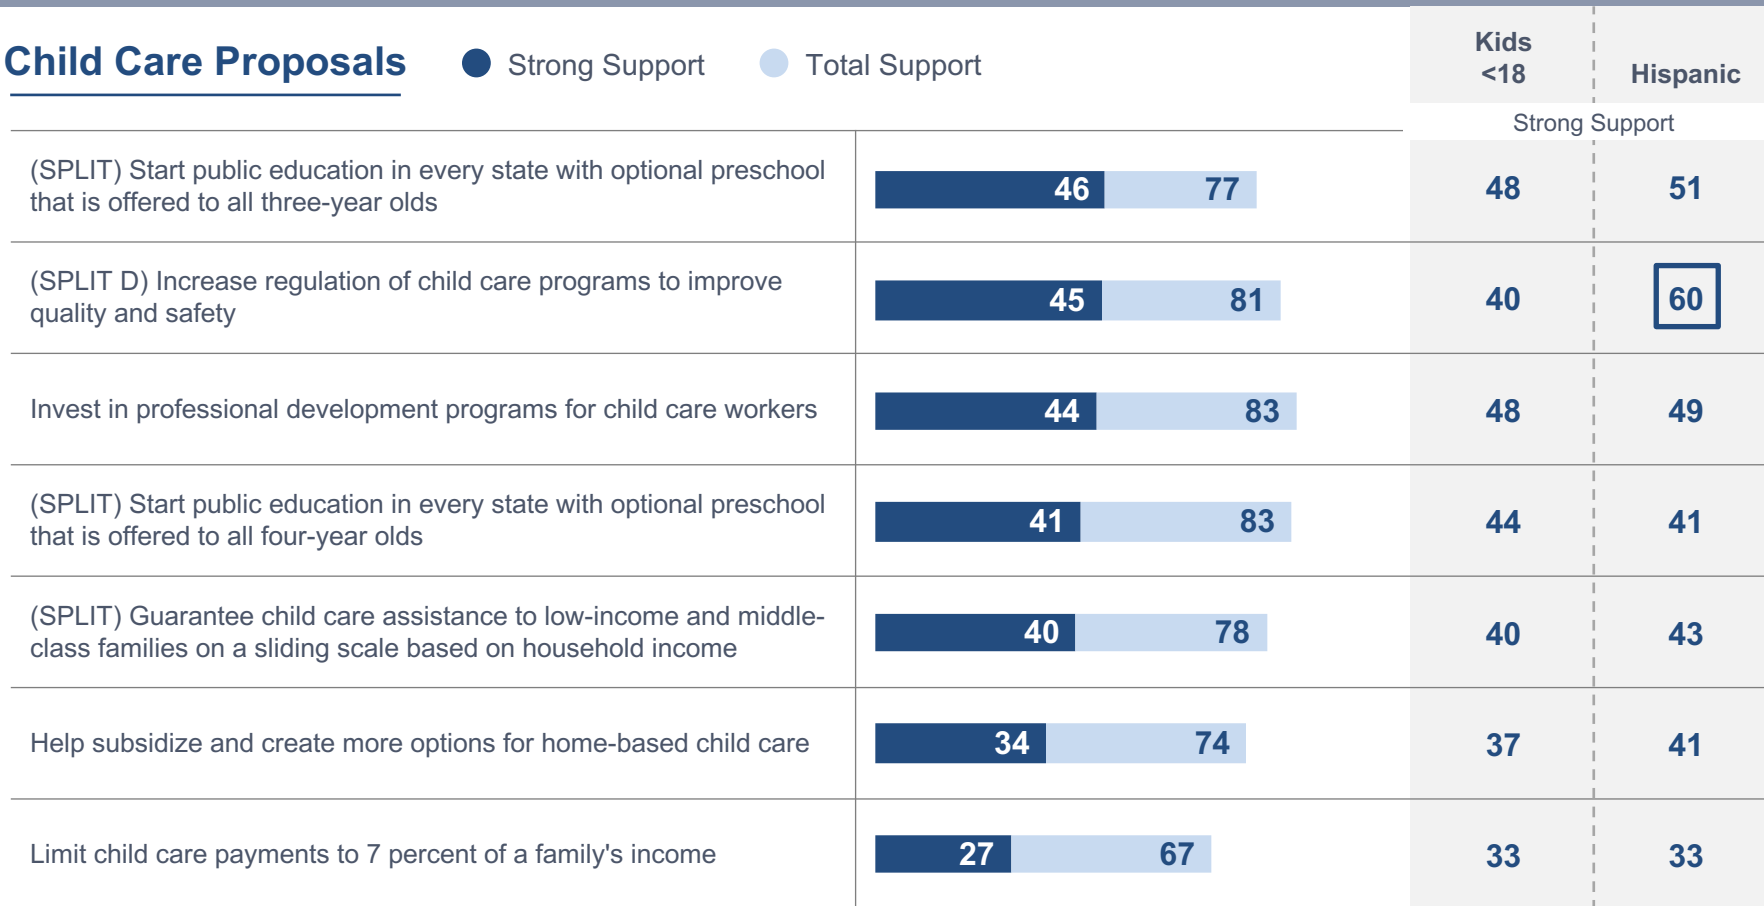 Child Care Proposals
Strong Support
Total Support
Kids
<18
Hispanic
Strong Support
(SPLIT) Start public education in every state with optional preschool
that is offered to all three-year olds
46 77 48 51
(SPLIT D) Increase regulation of child care programs to improve
quality and safety
45 81 40 60
Invest in professional development programs for child care workers
44 83 48 49
(SPLIT) Start public education in every state with optional preschool
that is offered to all four-year olds
41 83 44 41
(SPLIT) Guarantee child care assistance to low-income and middle-
class families on a sliding scale based on household income
40 78 40 43
Help subsidize and create more options for home-based child care
34 74 37 41
Limit child care payments to 7 percent of a family's income
27 67 33 33